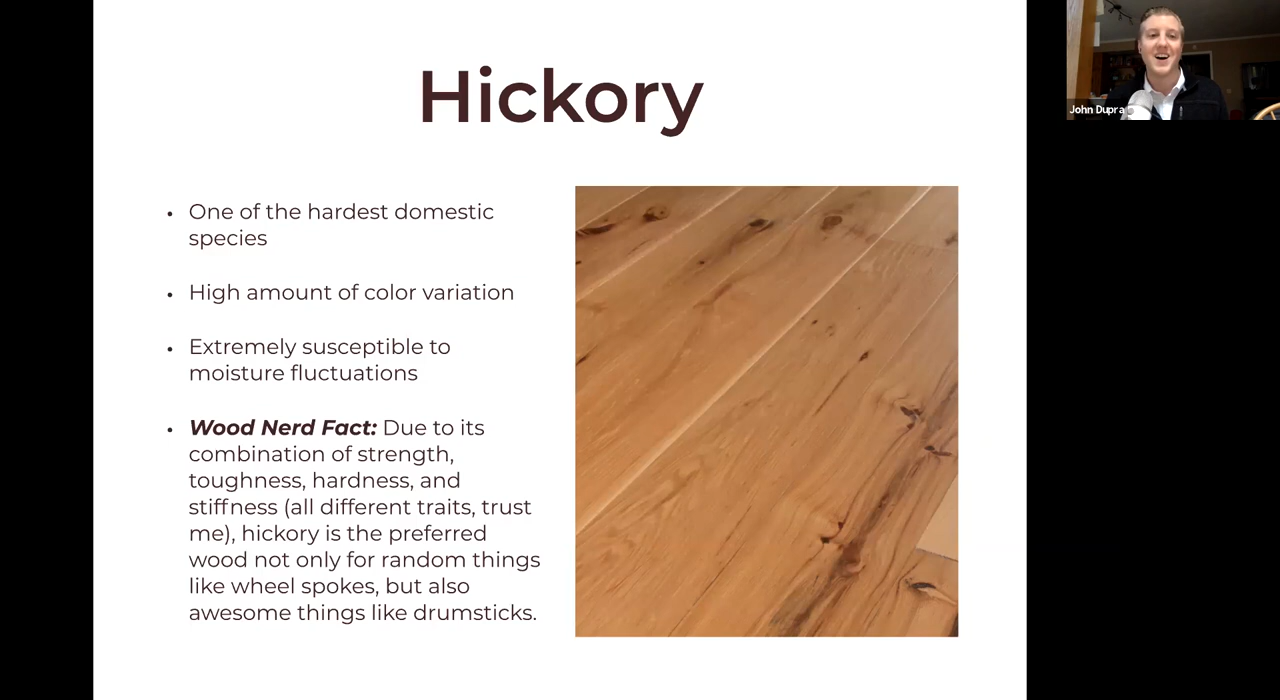 Hickory
• One of the hardest domestic
species
• High amount of color variation
• Extremely susceptible to
moisture fluctuations
• Wood Nerd Fact: Due to its
combination of strength,
toughness, hardness, and
stiffness (all different traits, trust
me), hickory is the preferred
wood not only for random things
like wheel spokes, but also
awesome things like drumsticks.
John